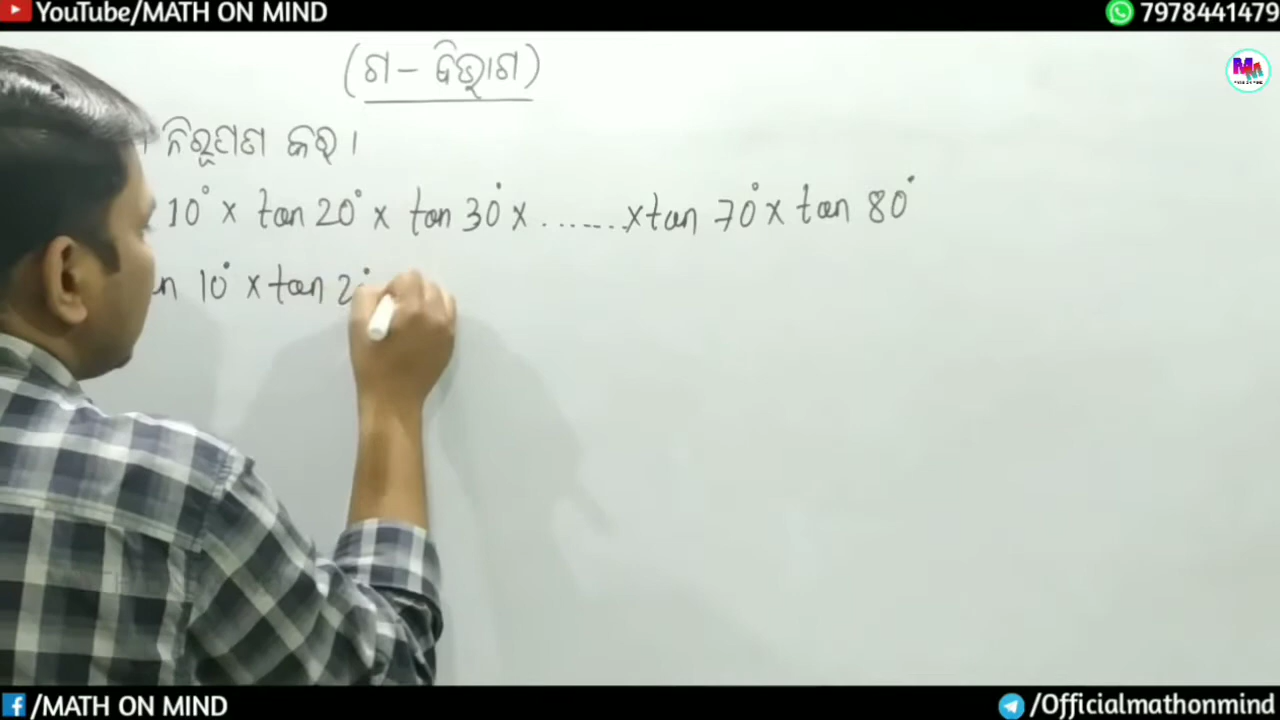 YouTube/MATH ON MIND
7978441479
(ଗ - ବିଭାଗ)
ନିରୂପଣ କର ।
10° × tan 20° × tan 30° × ....... × tan 70° × tan 80°
n 10° × tan 2
/MATH ON MIND
/Officialmathonmind